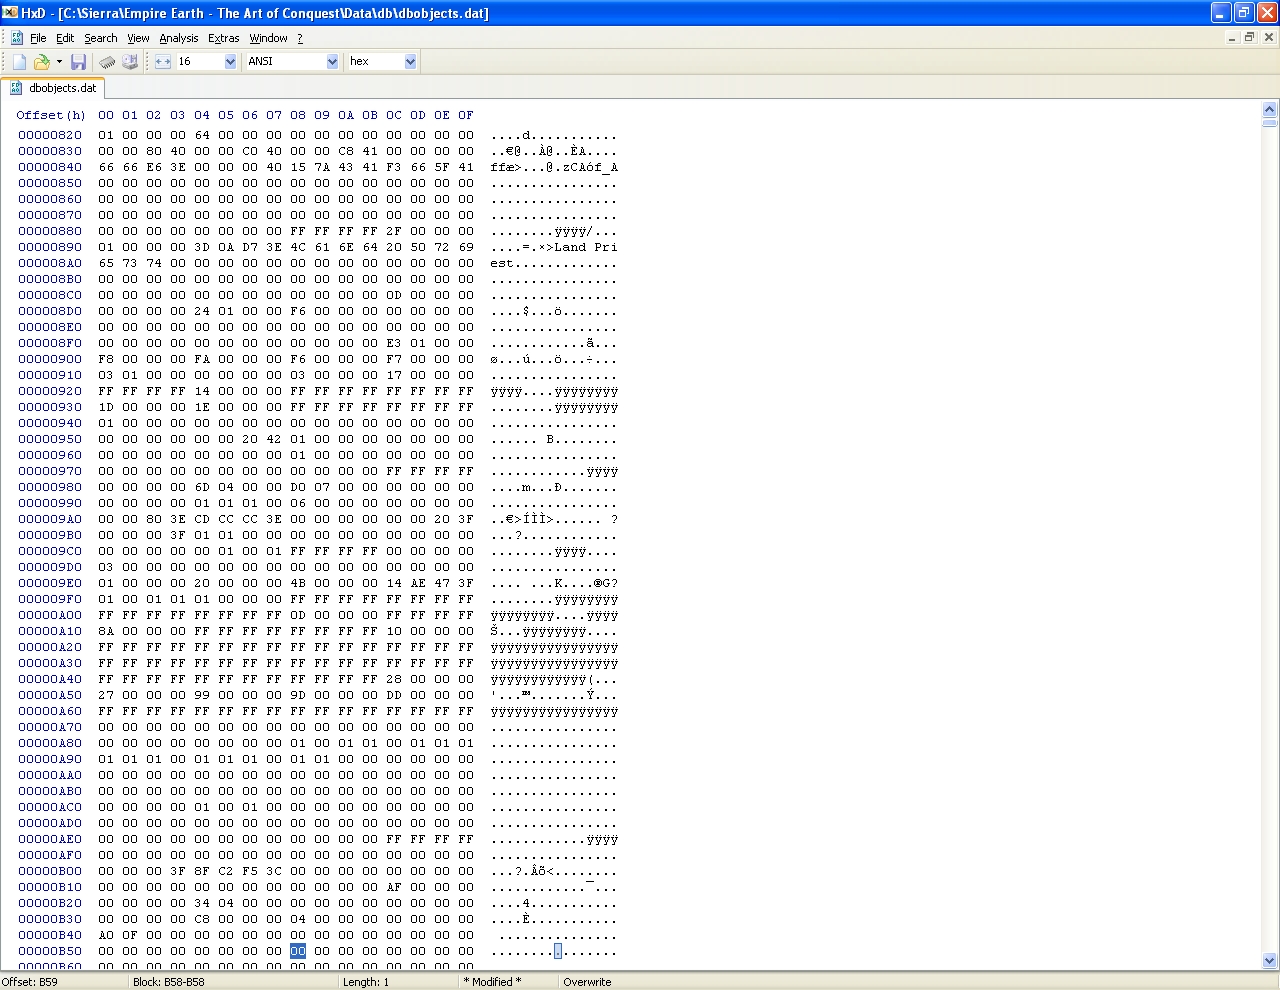 HxD - [C:\Sierra\Empire Earth - The Art of Conquest\Data\db\dbobjects.dat]
File Edit Search View Analysis Extras Window ?
16 ANSI hex
dbobjects.dat
Offset(h) 00 01 02 03 04 05 06 07 08 09 0A 0B 0C 0D 0E 0F
00000820 01 00 00 00 64 00 00 00 00 00 00 00 00 00 00 00 ....d...........
00000830 00 00 80 40 00 00 C0 40 00 00 C8 41 00 00 00 00 ..€@..À@..ÈA....
00000840 66 66 E6 3E 00 00 00 40 15 7A 43 41 F3 66 5F 41 ffæ>...@.zCAóf_A
00000850 00 00 00 00 00 00 00 00 00 00 00 00 00 00 00 00 ................
00000860 00 00 00 00 00 00 00 00 00 00 00 00 00 00 00 00 ................
00000870 00 00 00 00 00 00 00 00 00 00 00 00 00 00 00 00 ................
00000880 00 00 00 00 00 00 00 00 FF FF FF FF 2F 00 00 00 ........ÿÿÿÿ/...
00000890 01 00 00 00 3D 0A D7 3E 4C 61 6E 64 20 50 72 69 ....=.×>Land Pri
000008A0 65 73 74 00 00 00 00 00 00 00 00 00 00 00 00 00 est.............
000008B0 00 00 00 00 00 00 00 00 00 00 00 00 00 00 00 00 ................
000008C0 00 00 00 00 00 00 00 00 00 00 00 00 0D 00 00 00 ................
000008D0 00 00 00 00 24 01 00 00 F6 00 00 00 00 00 00 00 ....$...ö.......
000008E0 00 00 00 00 00 00 00 00 00 00 00 00 00 00 00 00 ................
000008F0 00 00 00 00 00 00 00 00 00 00 00 00 E3 01 00 00 ............ã...
00000900 F8 00 00 00 FA 00 00 00 F6 00 00 00 F7 00 00 00 ø...ú...ö...÷...
00000910 03 01 00 00 00 00 00 00 03 00 00 00 17 00 00 00 ................
00000920 FF FF FF FF 14 00 00 00 FF FF FF FF FF FF FF FF ÿÿÿÿ....ÿÿÿÿÿÿÿÿ
00000930 1D 00 00 00 1E 00 00 00 FF FF FF FF FF FF FF FF ........ÿÿÿÿÿÿÿÿ
00000940 01 00 00 00 00 00 00 00 00 00 00 00 00 00 00 00 ................
00000950 00 00 00 00 00 00 20 42 01 00 00 00 00 00 00 00 ...... B........
00000960 00 00 00 00 00 00 00 00 01 00 00 00 00 00 00 00 ................
00000970 00 00 00 00 00 00 00 00 00 00 00 00 FF FF FF FF ............ÿÿÿÿ
00000980 00 00 00 00 6D 04 00 00 D0 07 00 00 00 00 00 00 ....m...Ð.......
00000990 00 00 00 00 01 01 01 00 06 00 00 00 00 00 00 00 ................
000009A0 00 00 80 3E CD CC CC 3E 00 00 00 00 00 00 20 3F ..€>ÍÌÌ>...... ?
000009B0 00 00 00 3F 01 01 00 00 00 00 00 00 00 00 00 00 ...?............
000009C0 00 00 00 00 00 01 00 01 FF FF FF FF 00 00 00 00 ........ÿÿÿÿ....
000009D0 03 00 00 00 00 00 00 00 00 00 00 00 00 00 00 00 ................
000009E0 01 00 00 00 20 00 00 00 4B 00 00 00 14 AE 47 3F .... ...K....®G?
000009F0 01 00 01 01 01 00 00 00 FF FF FF FF FF FF FF FF ........ÿÿÿÿÿÿÿÿ
00000A00 FF FF FF FF FF FF FF FF 0D 00 00 00 FF FF FF FF ÿÿÿÿÿÿÿÿ....ÿÿÿÿ
00000A10 8A 00 00 00 FF FF FF FF FF FF FF FF 10 00 00 00 Š...ÿÿÿÿÿÿÿÿ....
00000A20 FF FF FF FF FF FF FF FF FF FF FF FF FF FF FF FF ÿÿÿÿÿÿÿÿÿÿÿÿÿÿÿÿ
00000A30 FF FF FF FF FF FF FF FF FF FF FF FF FF FF FF FF ÿÿÿÿÿÿÿÿÿÿÿÿÿÿÿÿ
00000A40 FF FF FF FF FF FF FF FF FF FF FF FF 28 00 00 00 ÿÿÿÿÿÿÿÿÿÿÿÿ(...
00000A50 27 00 00 00 99 00 00 00 9D 00 00 00 DD 00 00 00 '...™.......Ý...
00000A60 FF FF FF FF FF FF FF FF FF FF FF FF FF FF FF FF ÿÿÿÿÿÿÿÿÿÿÿÿÿÿÿÿ
00000A70 00 00 00 00 00 00 00 00 00 00 00 00 00 00 00 00 ................
00000A80 00 00 00 00 00 00 00 00 01 00 01 01 00 01 01 01 ................
00000A90 01 01 01 00 01 01 01 00 01 01 00 00 00 00 00 00 ................
00000AA0 00 00 00 00 00 00 00 00 00 00 00 00 00 00 00 00 ................
00000AB0 00 00 00 00 00 00 00 00 00 00 00 00 00 00 00 00 ................
00000AC0 00 00 00 00 01 00 01 00 00 00 00 00 00 00 00 00 ................
00000AD0 00 00 00 00 00 00 00 00 00 00 00 00 00 00 00 00 ................
00000AE0 00 00 00 00 00 00 00 00 00 00 00 00 FF FF FF FF ............ÿÿÿÿ
00000AF0 00 00 00 00 00 00 00 00 00 00 00 00 00 00 00 00 ................
00000B00 00 00 00 3F 8F C2 F5 3C 00 00 00 00 00 00 00 00 ...?.Âõ<........
00000B10 00 00 00 00 00 00 00 00 00 00 00 00 AF 00 00 00 ............¯...
00000B20 00 00 00 00 34 04 00 00 00 00 00 00 00 00 00 00 ....4...........
00000B30 00 00 00 00 C8 00 00 00 04 00 00 00 00 00 00 00 ....È...........
00000B40 A0 0F 00 00 00 00 00 00 00 00 00 00 00 00 00 00  ...............
00000B50 00 00 00 00 00 00 00 00 00 00 00 00 00 00 00 00 ................
00000B60 00 00 00 00 00 00 00 00 00 00 00 00 00 00 00 00
Offset: B59 Block: B58-B58 Length: 1 * Modified * Overwrite